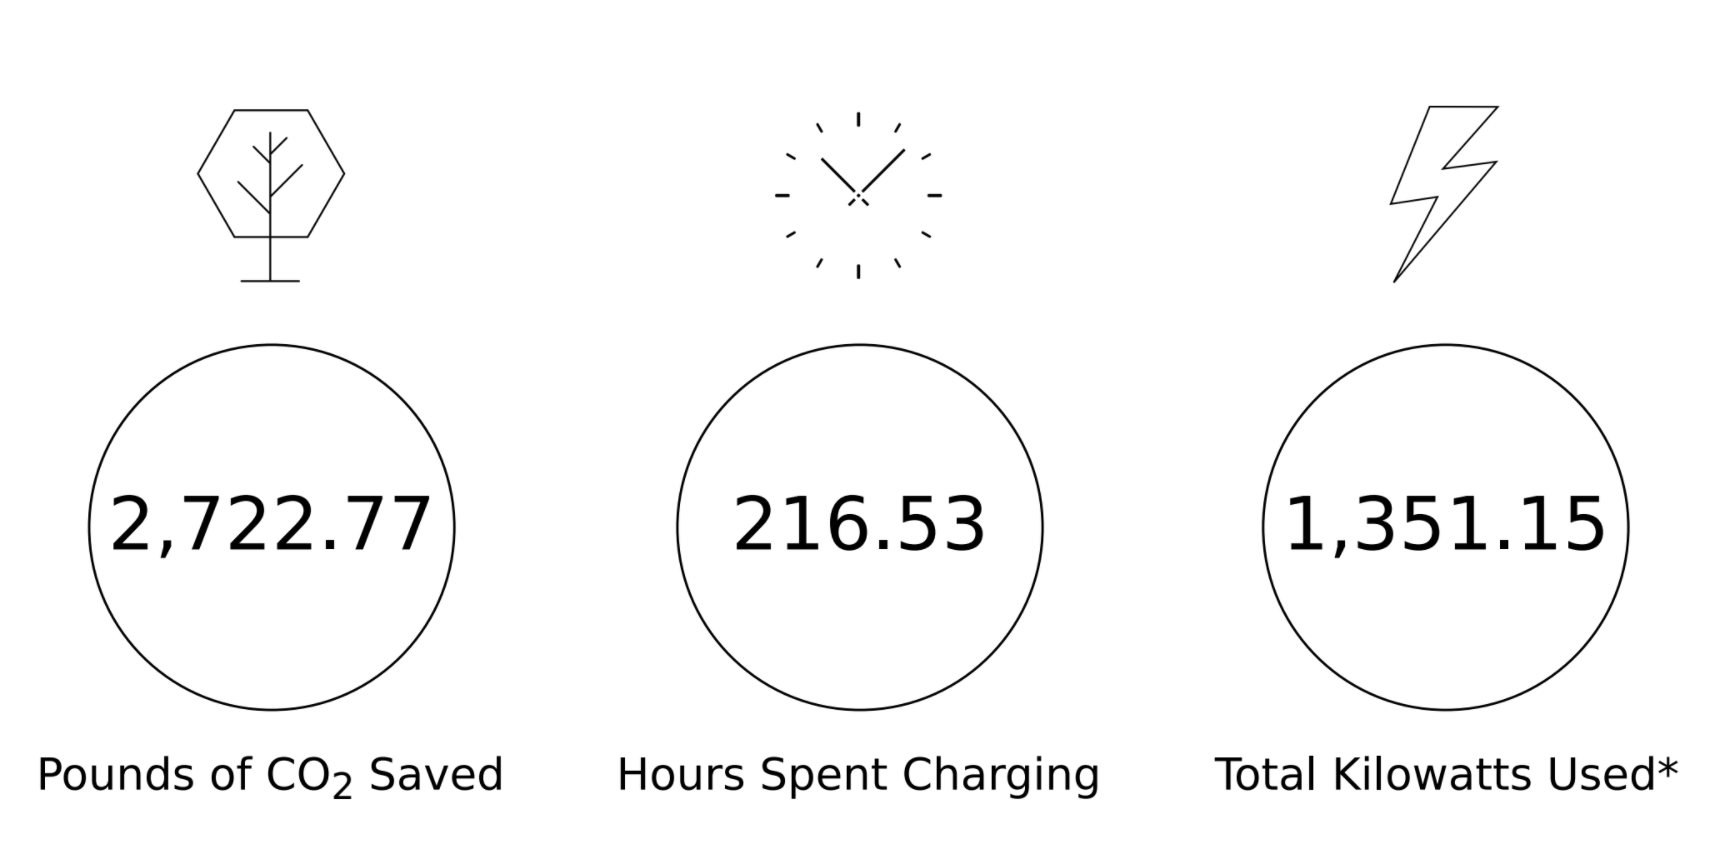 2,722.77
216.53
1,351.15
Pounds of CO₂ Saved
Hours Spent Charging
Total Kilowatts Used*